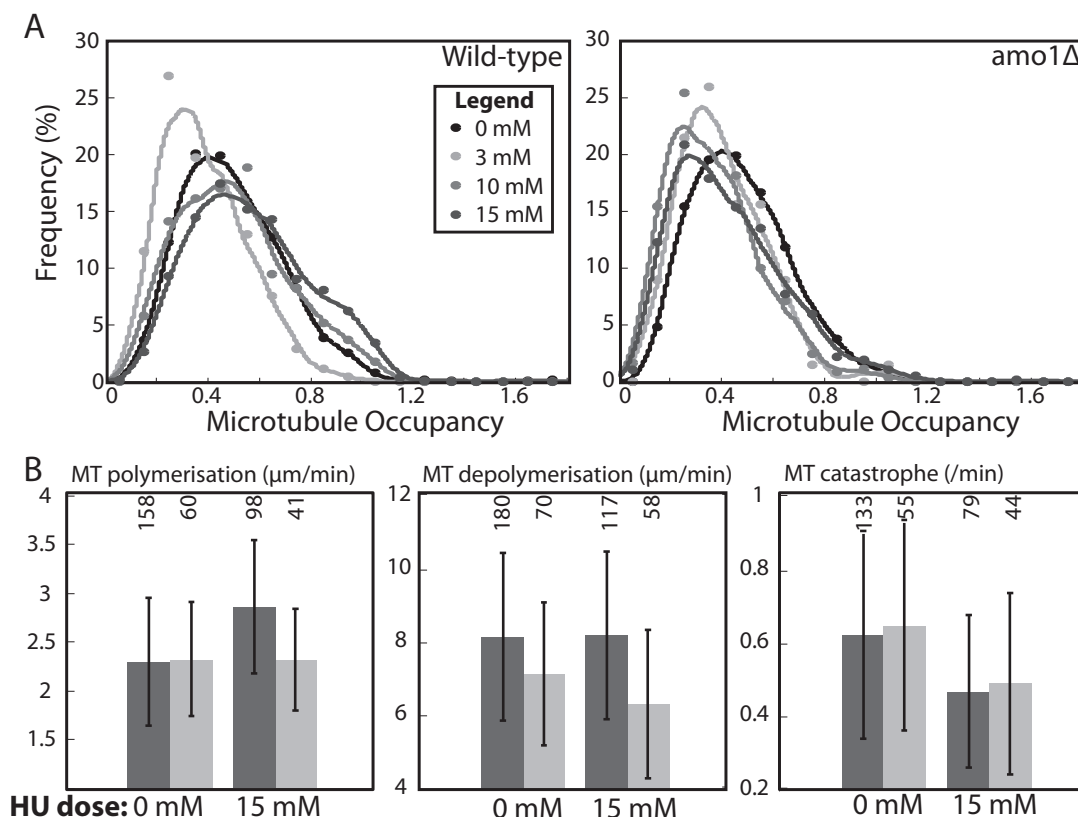 A
Wild-type
30
25
20
15
10
5
0
Frequency (%)
Legend
0 mM
3 mM
10 mM
15 mM
0 0.4 0.8 1.2 1.6
Microtubule Occupancy
amo1Δ
30
25
20
15
10
5
0
0 0.4 0.8 1.2 1.6
Microtubule Occupancy
B
MT polymerisation (μm/min)
4
3.5
3
2.5
2
1.5
158 60 98 41
MT depolymerisation (μm/min)
12
10
8
6
4
180 70 117 58
MT catastrophe (/min)
1
0.8
0.6
0.4
0.2
133 55 79 44
HU dose: 0 mM 15 mM
0 mM 15 mM
0 mM 15 mM